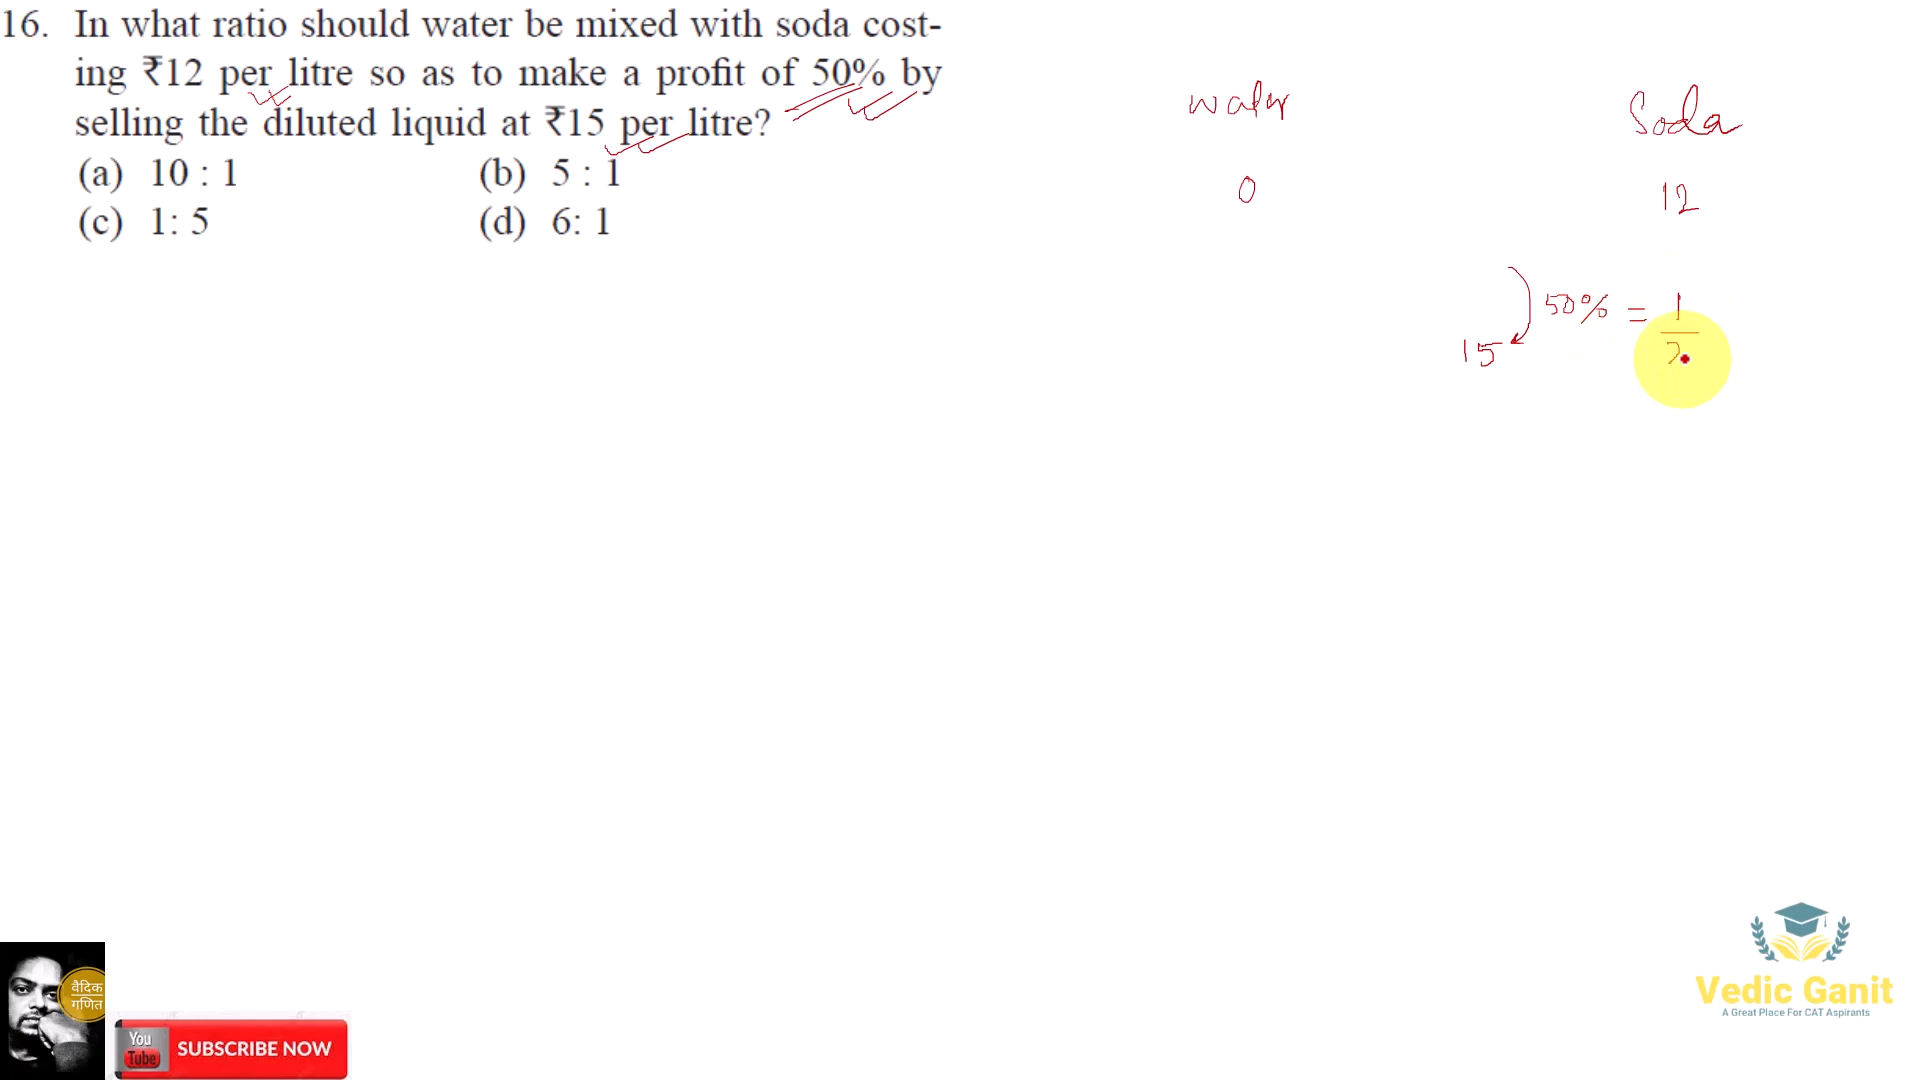 16. In what ratio should water be mixed with soda cost-
ing ₹12 per litre so as to make a profit of 50% by
selling the diluted liquid at ₹15 per litre?
(a) 10 : 1 (b) 5 : 1
(c) 1: 5 (d) 6: 1
water Soda
0 12
50% = 1
2
15
वैदिक
गणित
You
Tube
SUBSCRIBE NOW
Vedic Ganit
A Great Place For CAT Aspirants